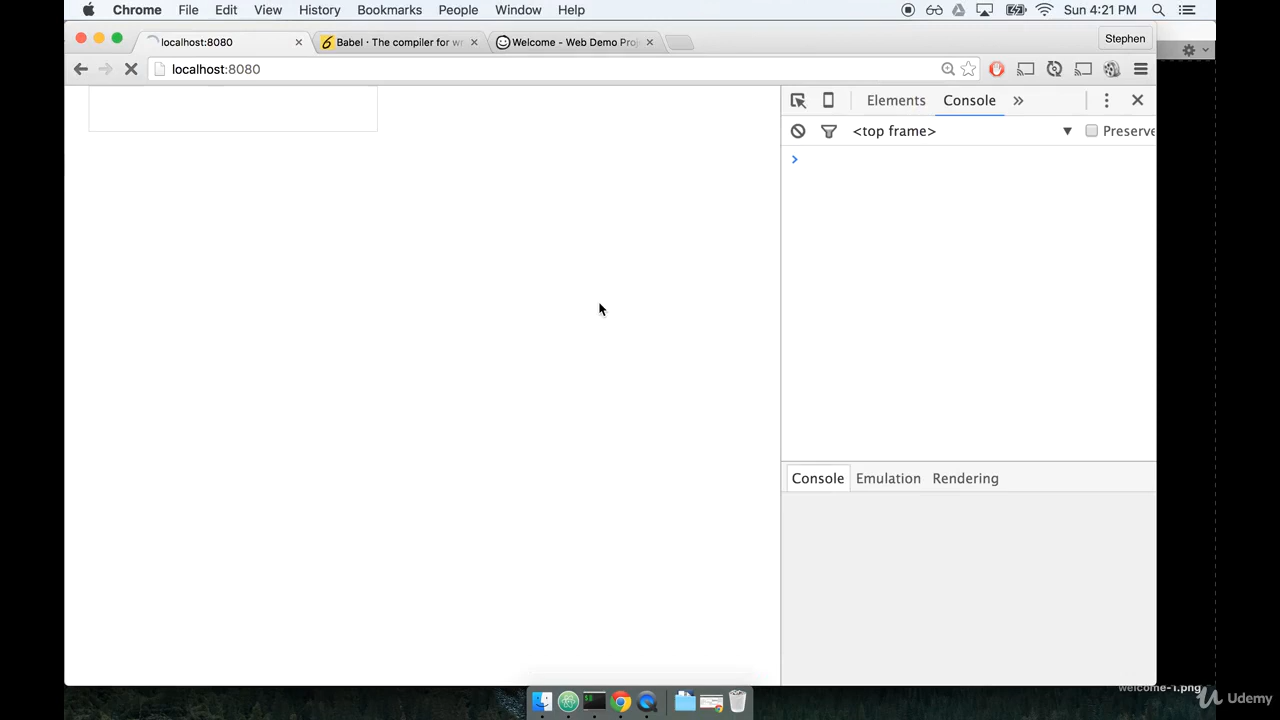 Chrome File Edit View History Bookmarks People Window Help Sun 4:21 PM
localhost:8080 Babel · The compiler for wr Welcome - Web Demo Proj Stephen
localhost:8080
Elements Console »
<top frame> ▼ Preserve
>
Console Emulation Rendering
welcome-1.png
Udemy